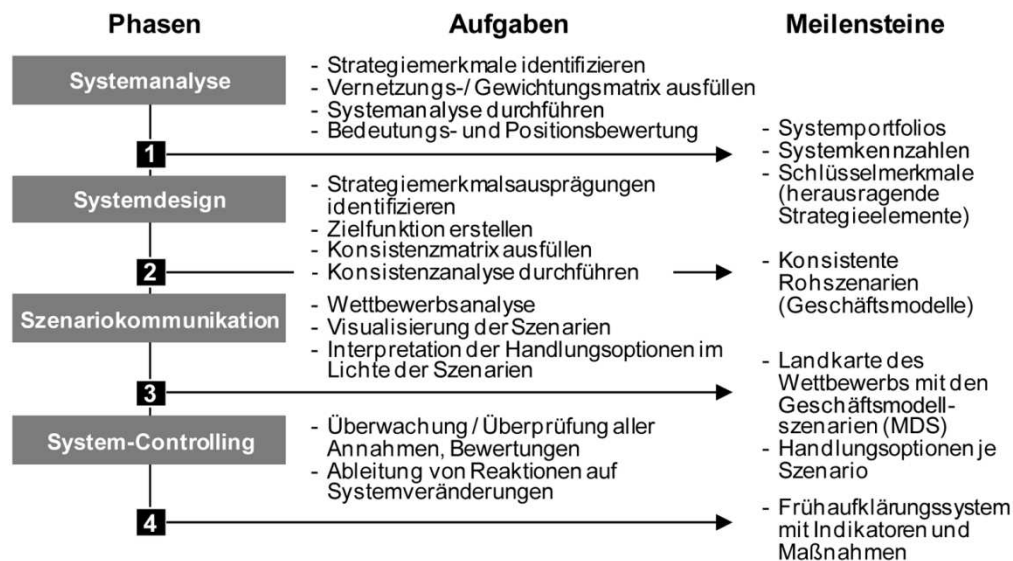 Phasen
Aufgaben
Meilensteine
Systemanalyse
- Strategiemerkmale identifizieren
- Vernetzungs-/ Gewichtungsmatrix ausfüllen
- Systemanalyse durchführen
- Bedeutungs- und Positionsbewertung
1
- Systemportfolios
- Systemkennzahlen
- Schlüsselmerkmale
(herausragende
Strategieelemente)
Systemdesign
- Strategiemerkmalsausprägungen
identifizieren
- Zielfunktion erstellen
- Konsistenzmatrix ausfüllen
- Konsistenzanalyse durchführen
2
- Konsistente
Rohszenarien
(Geschäftsmodelle)
Szenariokommunikation
- Wettbewerbsanalyse
- Visualisierung der Szenarien
- Interpretation der Handlungsoptionen im
Lichte der Szenarien
3
- Landkarte des
Wettbewerbs mit den
Geschäftsmodell-
szenarien (MDS)
- Handlungsoptionen je
Szenario
System-Controlling
- Überwachung / Überprüfung aller
Annahmen, Bewertungen
- Ableitung von Reaktionen auf
Systemveränderungen
4
- Frühaufklärungssystem
mit Indikatoren und
Maßnahmen